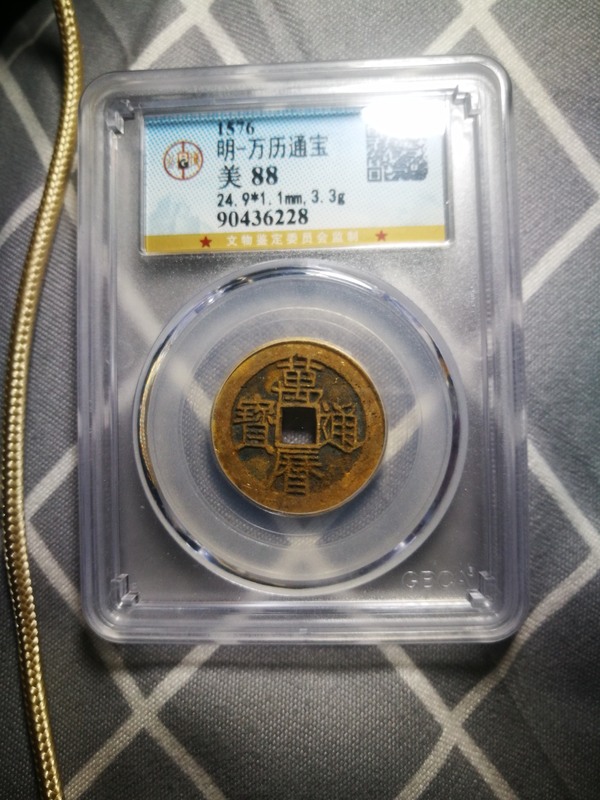 1576
明-万历通宝
美 88
24.9*1.1mm,3.3g
90436228
★ 文物鉴定委员会监制 ★
G
萬
寶 通
曆